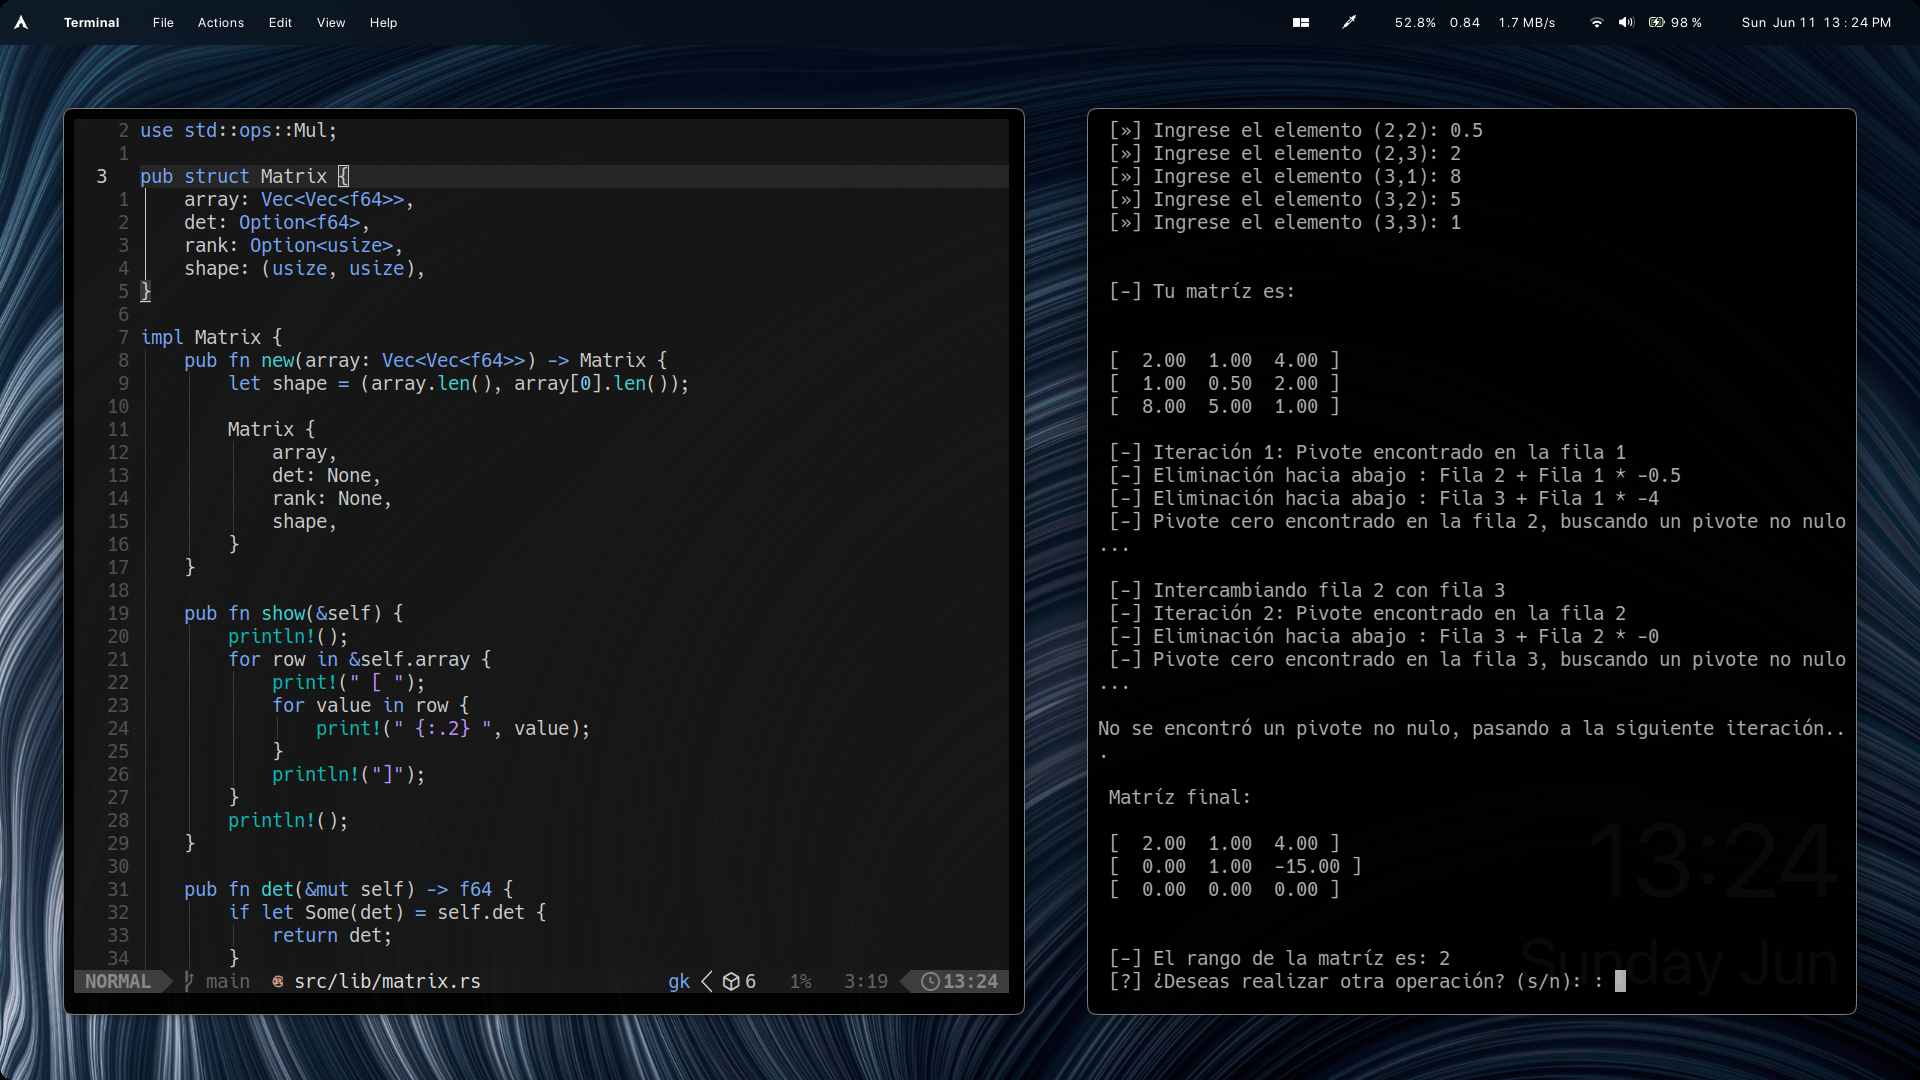 Terminal File Actions Edit View Help 52.8% 0.84 1.7 MB/s 98 % Sun Jun 11 13 : 24 PM
2 use std::ops::Mul;
1
3 pub struct Matrix {
1 array: Vec<Vec<f64>>,
2 det: Option<f64>,
3 rank: Option<usize>,
4 shape: (usize, usize),
5 }
6
7 impl Matrix {
8 pub fn new(array: Vec<Vec<f64>>) -> Matrix {
9 let shape = (array.len(), array[0].len());
10
11 Matrix {
12 array,
13 det: None,
14 rank: None,
15 shape,
16 }
17 }
18
19 pub fn show(&self) {
20 println!();
21 for row in &self.array {
22 print!(" [ ");
23 for value in row {
24 print!(" {:.2} ", value);
25 }
26 println!("]");
27 }
28 println!();
29 }
30
31 pub fn det(&mut self) -> f64 {
32 if let Some(det) = self.det {
33 return det;
34 }
NORMAL main src/lib/matrix.rs gk 6 1% 3:19 13:24
[»] Ingrese el elemento (2,2): 0.5
[»] Ingrese el elemento (2,3): 2
[»] Ingrese el elemento (3,1): 8
[»] Ingrese el elemento (3,2): 5
[»] Ingrese el elemento (3,3): 1
[-] Tu matríz es:
[ 2.00 1.00 4.00 ]
[ 1.00 0.50 2.00 ]
[ 8.00 5.00 1.00 ]
[-] Iteración 1: Pivote encontrado en la fila 1
[-] Eliminación hacia abajo : Fila 2 + Fila 1 * -0.5
[-] Eliminación hacia abajo : Fila 3 + Fila 1 * -4
[-] Pivote cero encontrado en la fila 2, buscando un pivote no nulo
...
[-] Intercambiando fila 2 con fila 3
[-] Iteración 2: Pivote encontrado en la fila 2
[-] Eliminación hacia abajo : Fila 3 + Fila 2 * -0
[-] Pivote cero encontrado en la fila 3, buscando un pivote no nulo
...
No se encontró un pivote no nulo, pasando a la siguiente iteración..
.
Matríz final:
[ 2.00 1.00 4.00 ]
[ 0.00 1.00 -15.00 ]
[ 0.00 0.00 0.00 ]
[-] El rango de la matríz es: 2
[?] ¿Deseas realizar otra operación? (s/n): :
13:24
Sunday Jun